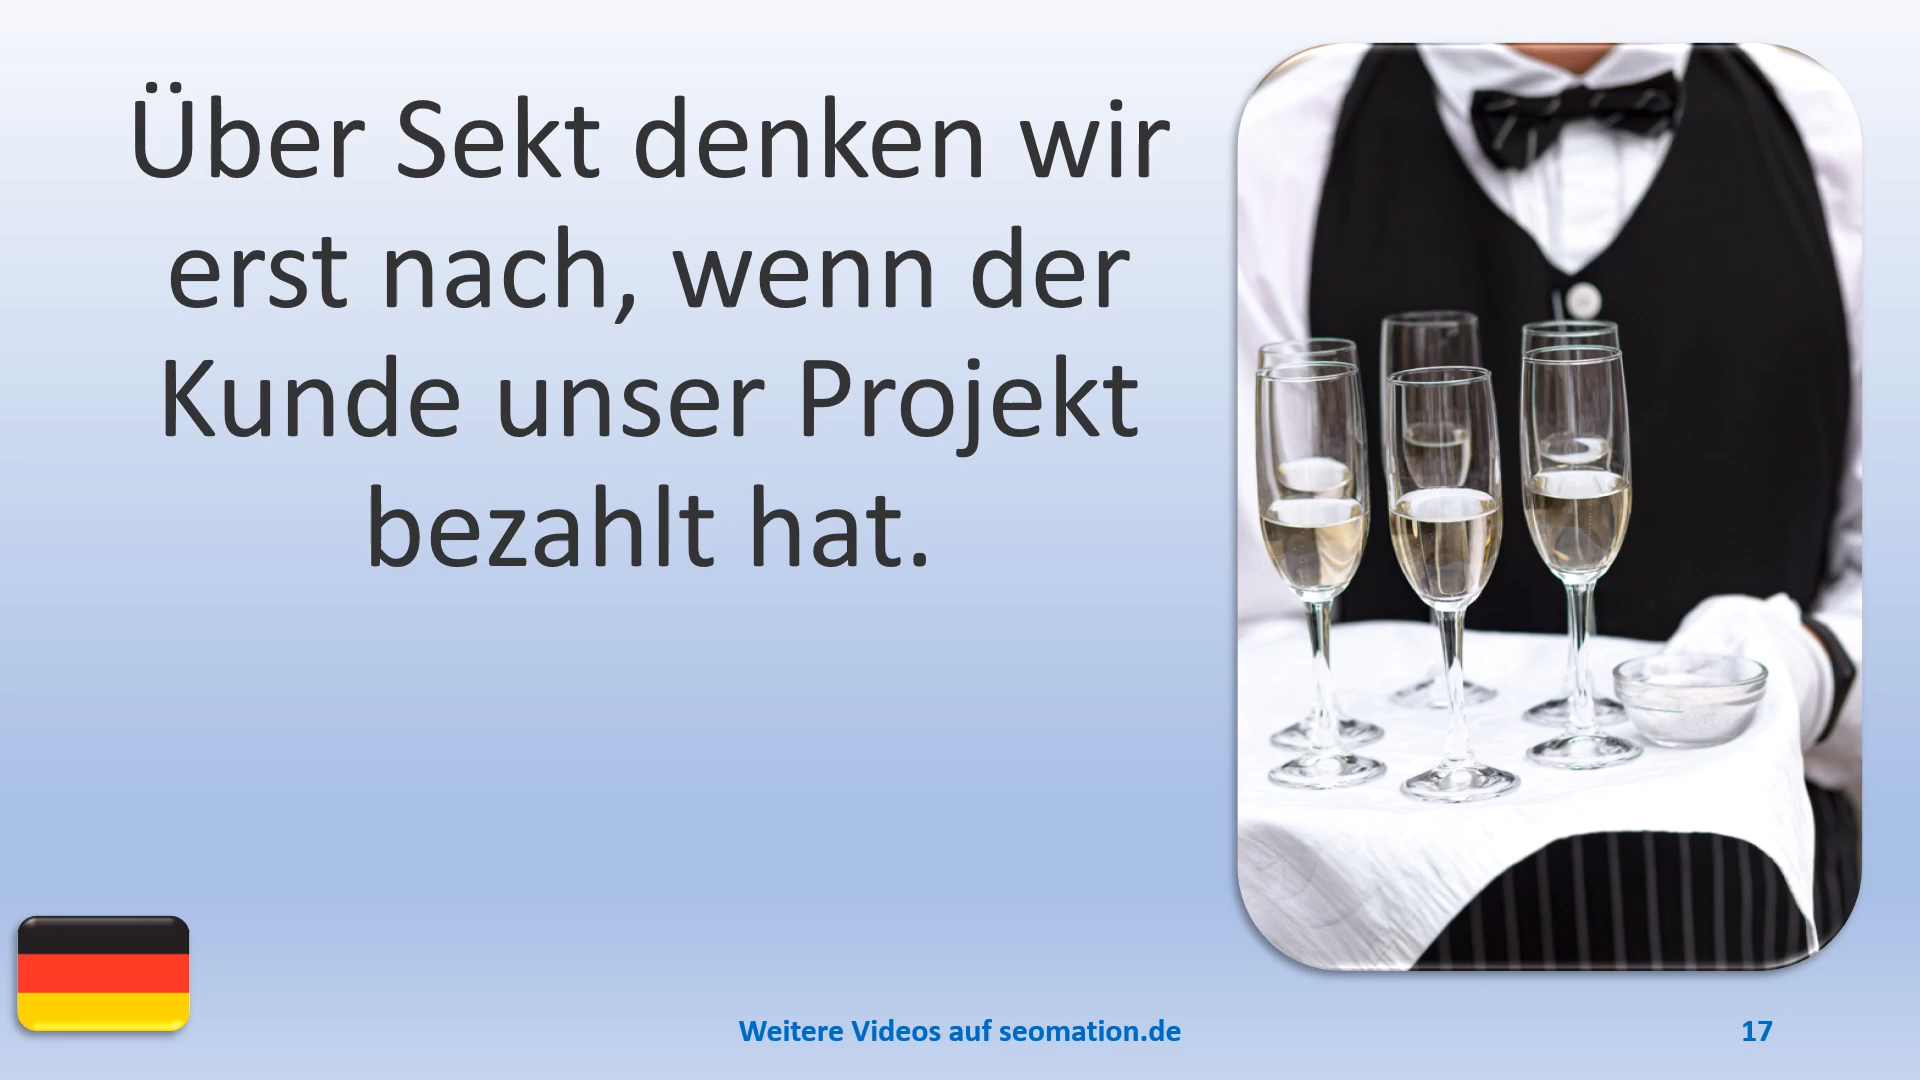 Über Sekt denken wir
erst nach, wenn der
Kunde unser Projekt
bezahlt hat.
Weitere Videos auf seomation.de
17